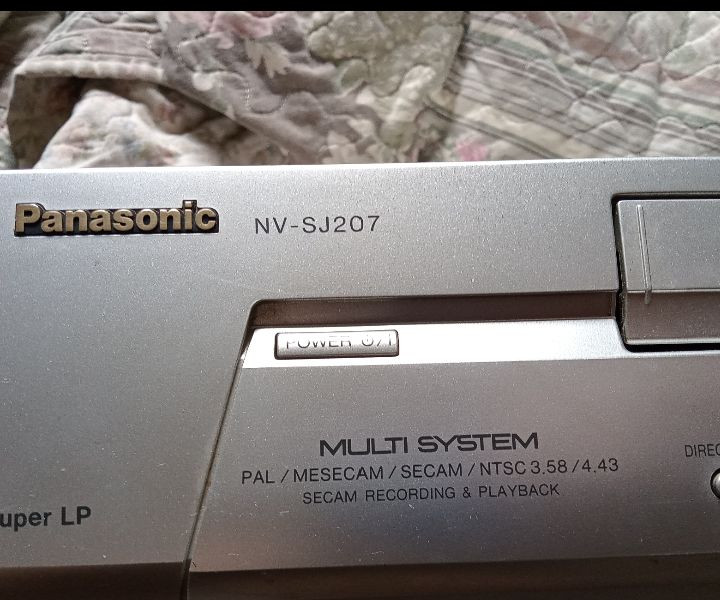 Panasonic NV-SJ207
POWER ⏻/I
MULTI SYSTEM
PAL / MESECAM / SECAM / NTSC 3.58 / 4.43
SECAM RECORDING & PLAYBACK
DIREC
uper LP